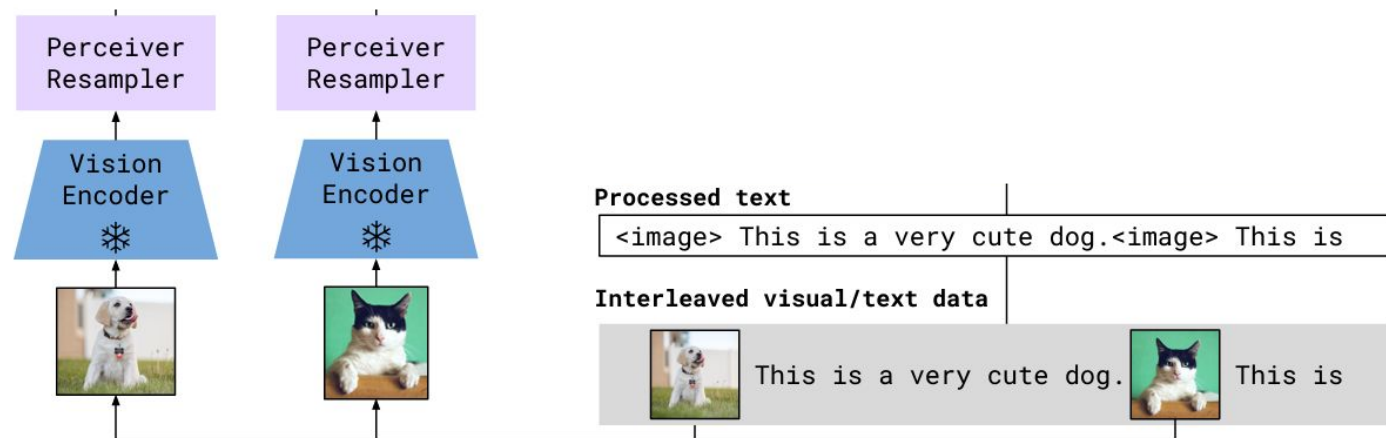 Perceiver
Resampler
Perceiver
Resampler
Vision
Encoder
Vision
Encoder
Processed text
<image> This is a very cute dog.<image> This is
Interleaved visual/text data
This is a very cute dog.
This is